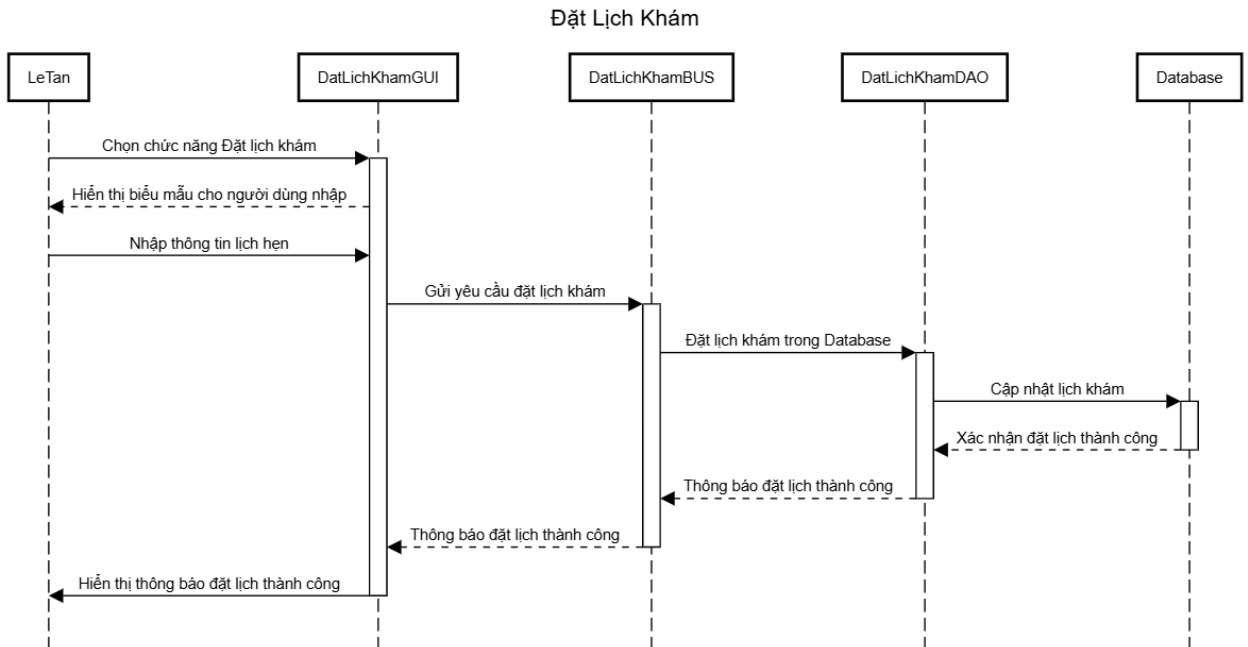 Đặt Lịch Khám
LeTan
DatLichKhamGUI
DatLichKhamBUS
DatLichKhamDAO
Database
Chọn chức năng Đặt lịch khám
Hiển thị biểu mẫu cho người dùng nhập
Nhập thông tin lịch hẹn
Gửi yêu cầu đặt lịch khám
Đặt lịch khám trong Database
Cập nhật lịch khám
Xác nhận đặt lịch thành công
Thông báo đặt lịch thành công
Thông báo đặt lịch thành công
Hiển thị thông báo đặt lịch thành công